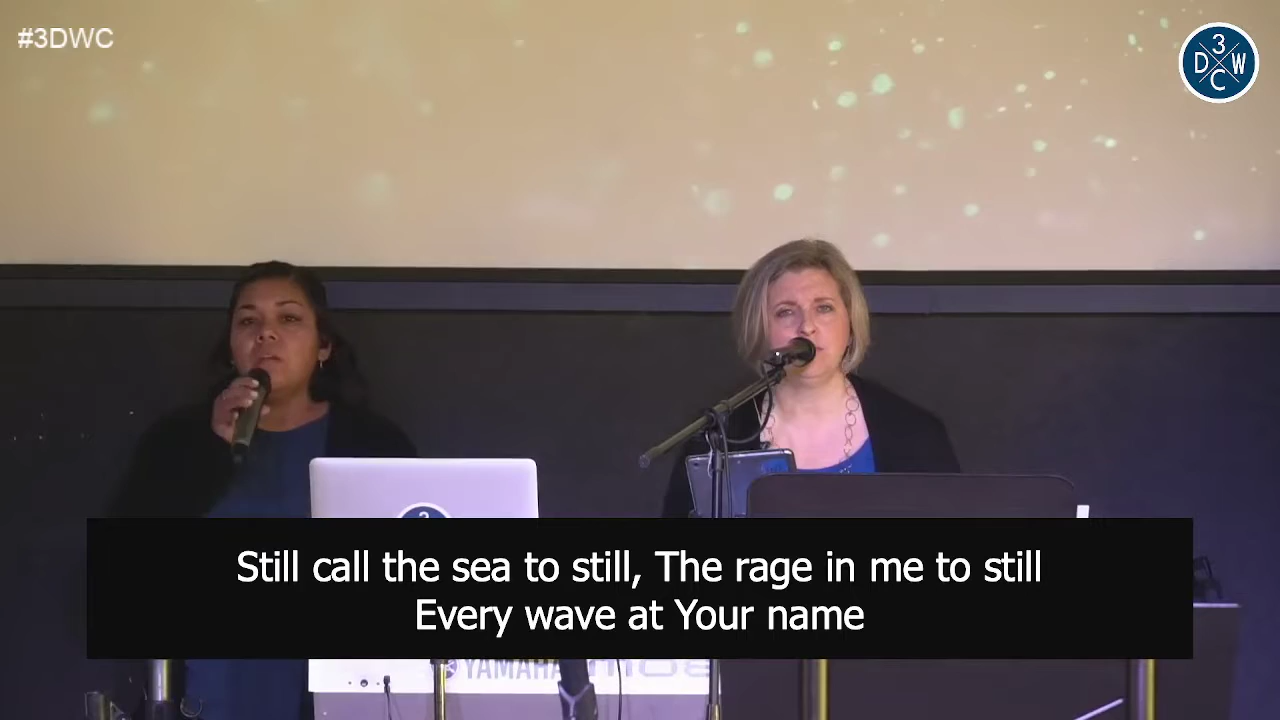 #3DWC
3
D W
C
3
Still call the sea to still, The rage in me to still
Every wave at Your name
YAMAHA